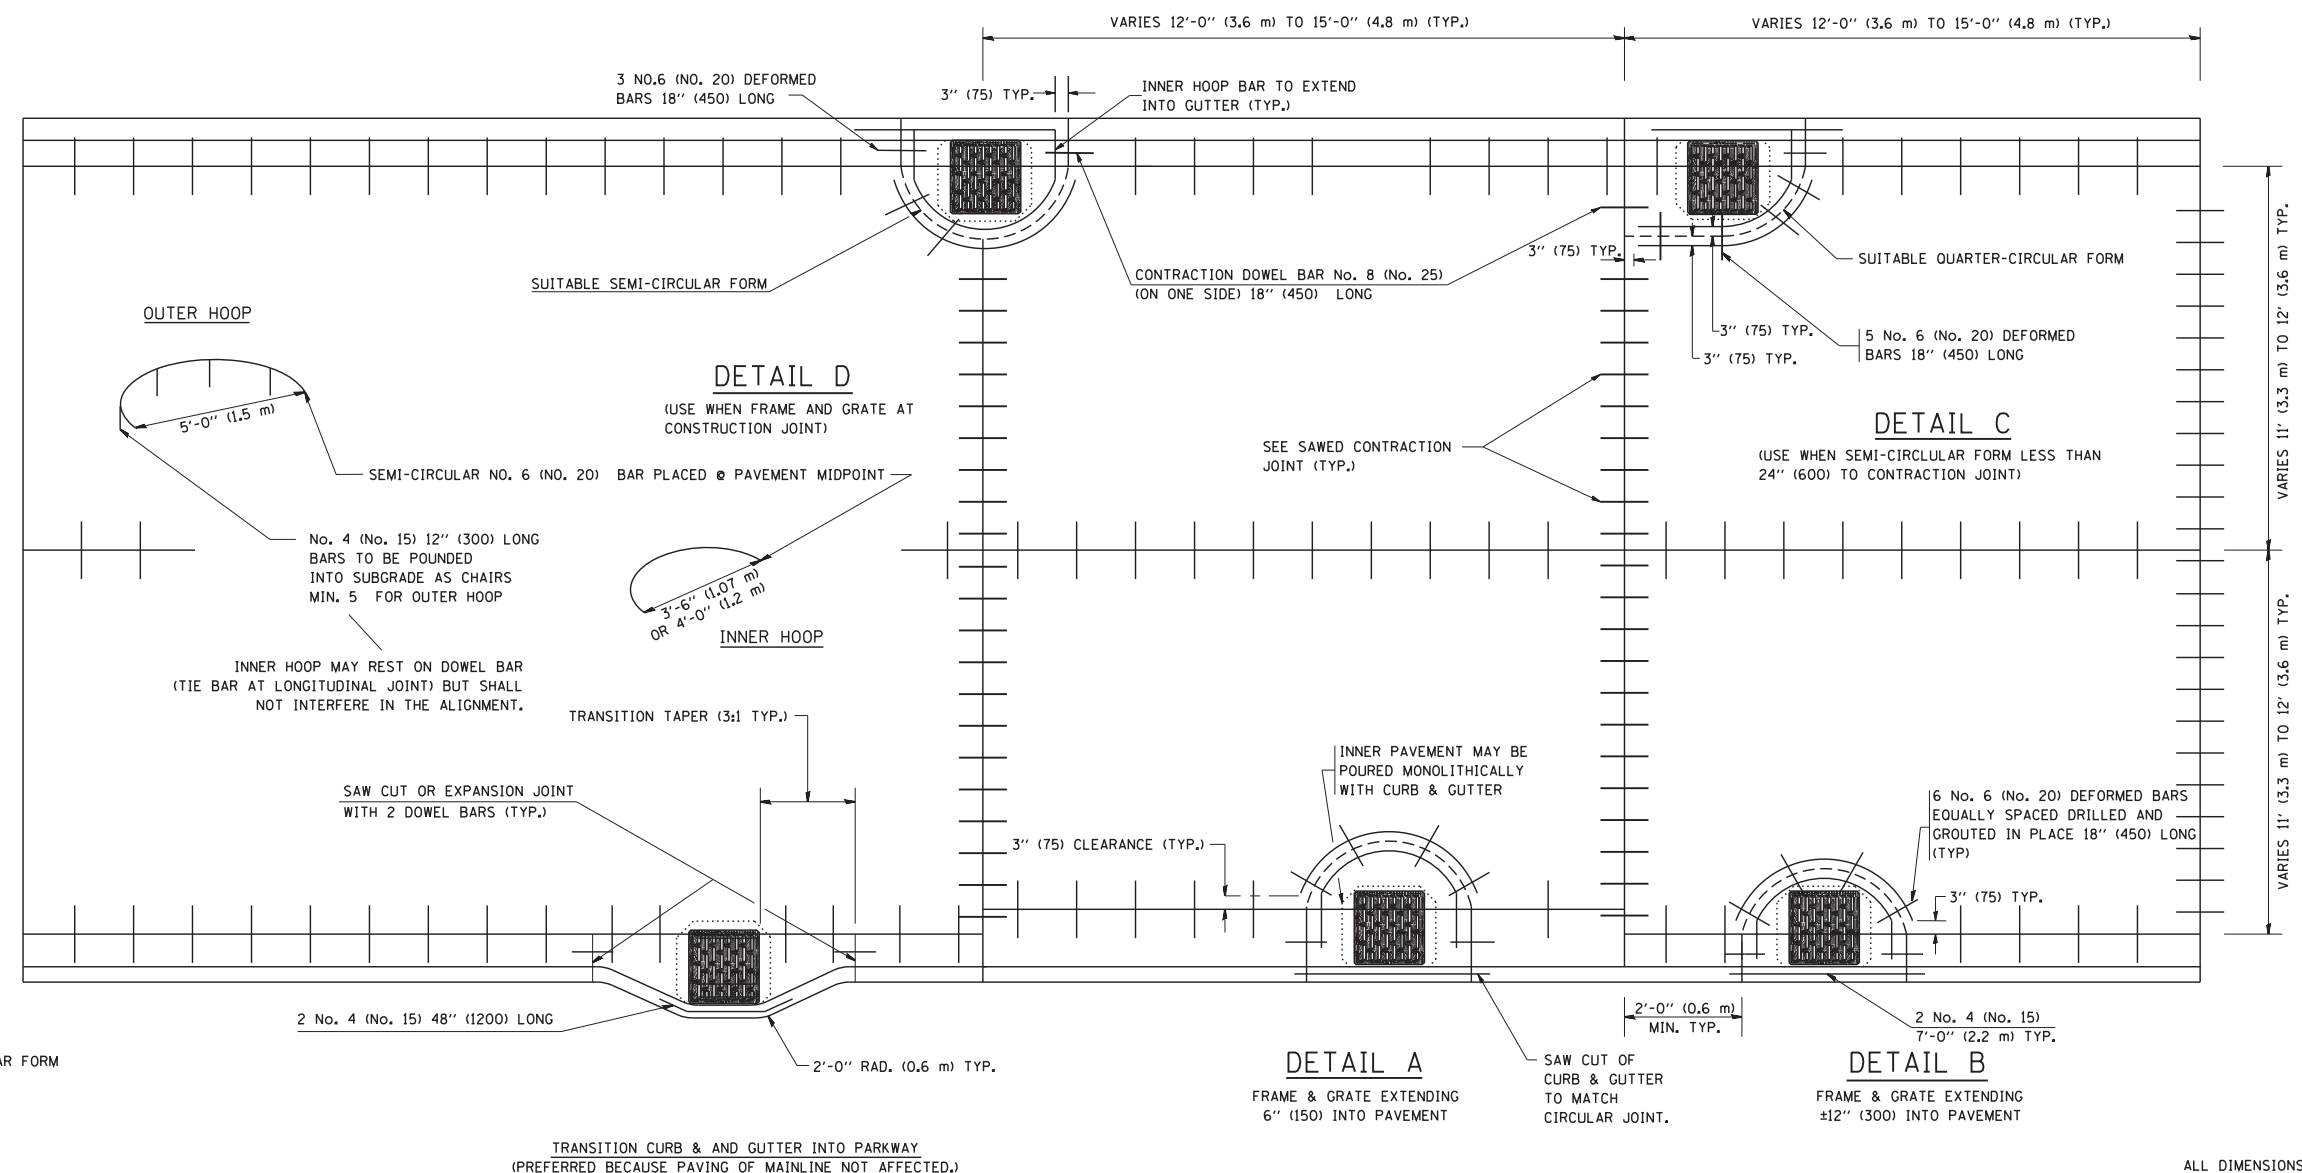 VARIES 12'-0" (3.6 m) TO 15'-0" (4.8 m) (TYP.)
VARIES 12'-0" (3.6 m) TO 15'-0" (4.8 m) (TYP.)
3 NO.6 (NO. 20) DEFORMED
BARS 18" (450) LONG
3" (75) TYP.
INNER HOOP BAR TO EXTEND
INTO GUTTER (TYP.)
SUITABLE SEMI-CIRCULAR FORM
CONTRACTION DOWEL BAR No. 8 (No. 25)
(ON ONE SIDE) 18" (450) LONG
3" (75) TYP.
SUITABLE QUARTER-CIRCULAR FORM
3" (75) TYP.
3" (75) TYP.
5 No. 6 (No. 20) DEFORMED
BARS 18" (450) LONG
VARIES 11' (3.3 m) TO 12' (3.6 m) TYP.
OUTER HOOP
5'-0" (1.5 m)
DETAIL D
(USE WHEN FRAME AND GRATE AT
CONSTRUCTION JOINT)
DETAIL C
(USE WHEN SEMI-CIRCLULAR FORM LESS THAN
24" (600) TO CONTRACTION JOINT)
SEE SAWED CONTRACTION
JOINT (TYP.)
SEMI-CIRCULAR NO. 6 (NO. 20) BAR PLACED @ PAVEMENT MIDPOINT
No. 4 (No. 15) 12" (300) LONG
BARS TO BE POUNDED
INTO SUBGRADE AS CHAIRS
MIN. 5 FOR OUTER HOOP
3'-6" (1.07 m)
OR 4'-0" (1.2 m)
INNER HOOP
INNER HOOP MAY REST ON DOWEL BAR
(TIE BAR AT LONGITUDINAL JOINT) BUT SHALL
NOT INTERFERE IN THE ALIGNMENT.
TRANSITION TAPER (3:1 TYP.)
SAW CUT OR EXPANSION JOINT
WITH 2 DOWEL BARS (TYP.)
INNER PAVEMENT MAY BE
POURED MONOLITHICALLY
WITH CURB & GUTTER
3" (75) CLEARANCE (TYP.)
6 No. 6 (No. 20) DEFORMED BARS
EQUALLY SPACED DRILLED AND
GROUTED IN PLACE 18" (450) LONG
(TYP)
3" (75) TYP.
VARIES 11' (3.3 m) TO 12' (3.6 m) TYP.
2 No. 4 (No. 15) 48" (1200) LONG
2'-0" RAD. (0.6 m) TYP.
2'-0" (0.6 m)
MIN. TYP.
2 No. 4 (No. 15)
7'-0" (2.2 m) TYP.
AR FORM
DETAIL A
FRAME & GRATE EXTENDING
6" (150) INTO PAVEMENT
SAW CUT OF
CURB & GUTTER
TO MATCH
CIRCULAR JOINT.
DETAIL B
FRAME & GRATE EXTENDING
±12" (300) INTO PAVEMENT
TRANSITION CURB & AND GUTTER INTO PARKWAY
(PREFERRED BECAUSE PAVING OF MAINLINE NOT AFFECTED.)
ALL DIMENSIONS